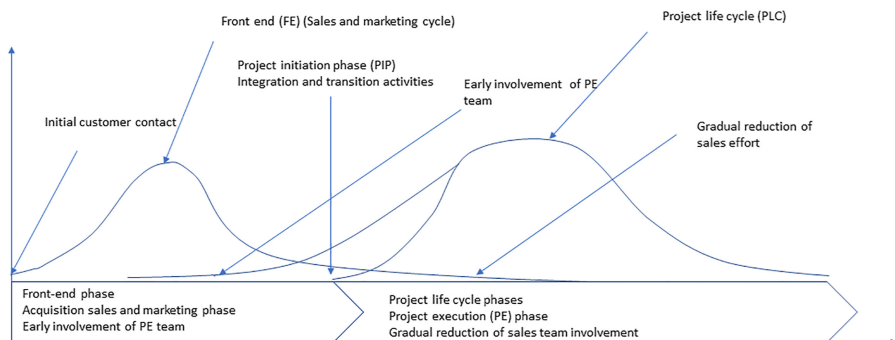 Front end (FE) (Sales and marketing cycle)
Project life cycle (PLC)
Project initiation phase (PIP)
Integration and transition activities
Early involvement of PE
team
Initial customer contact
Gradual reduction of
sales effort
Front-end phase
Acquisition sales and marketing phase
Early involvement of PE team
Project life cycle phases
Project execution (PE) phase
Gradual reduction of sales team involvement